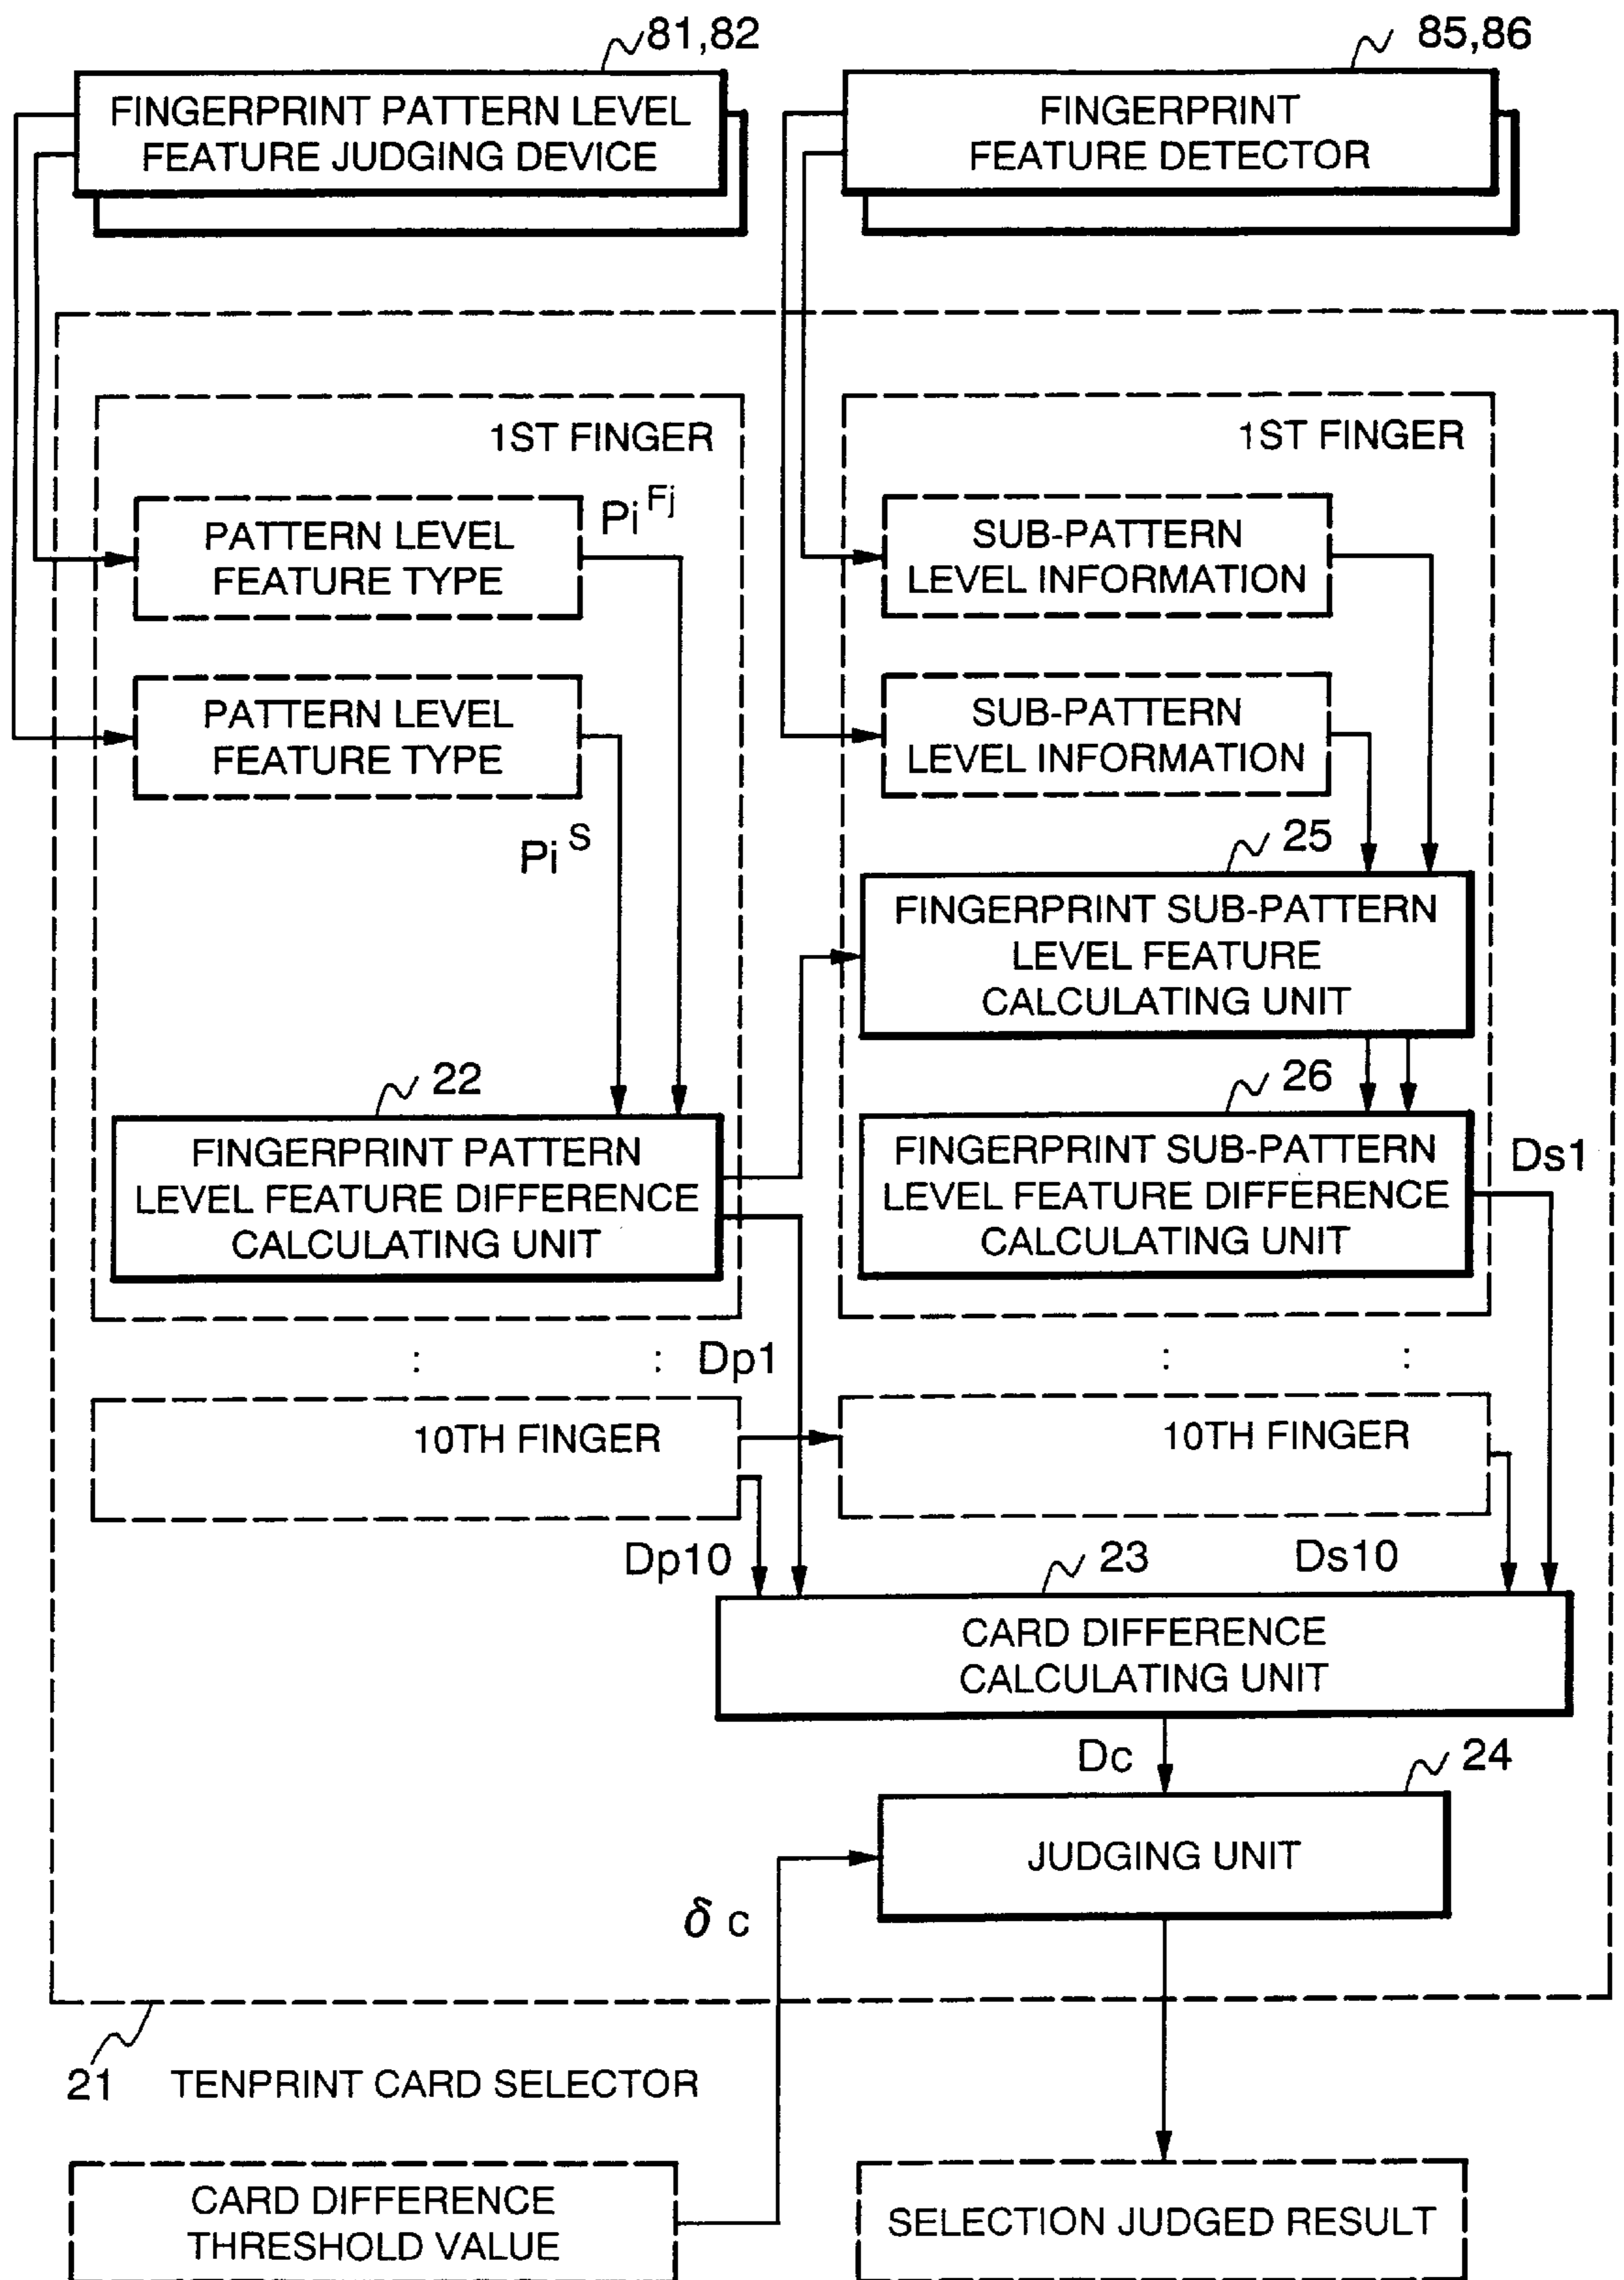 81,82
85,86
FINGERPRINT PATTERN LEVEL
FEATURE JUDGING DEVICE
FINGERPRINT
FEATURE DETECTOR
1ST FINGER
1ST FINGER
PATTERN LEVEL
FEATURE TYPE
Pi Fj
SUB-PATTERN
LEVEL INFORMATION
PATTERN LEVEL
FEATURE TYPE
Pi S
SUB-PATTERN
LEVEL INFORMATION
25
FINGERPRINT SUB-PATTERN
LEVEL FEATURE
CALCULATING UNIT
22
26
FINGERPRINT PATTERN
LEVEL FEATURE DIFFERENCE
CALCULATING UNIT
FINGERPRINT SUB-PATTERN
LEVEL FEATURE DIFFERENCE
CALCULATING UNIT
Ds1
: : Dp1
: :
10TH FINGER
10TH FINGER
Dp10
23
Ds10
CARD DIFFERENCE
CALCULATING UNIT
Dc
24
JUDGING UNIT
δc
21 TENPRINT CARD SELECTOR
CARD DIFFERENCE
THRESHOLD VALUE
SELECTION JUDGED RESULT